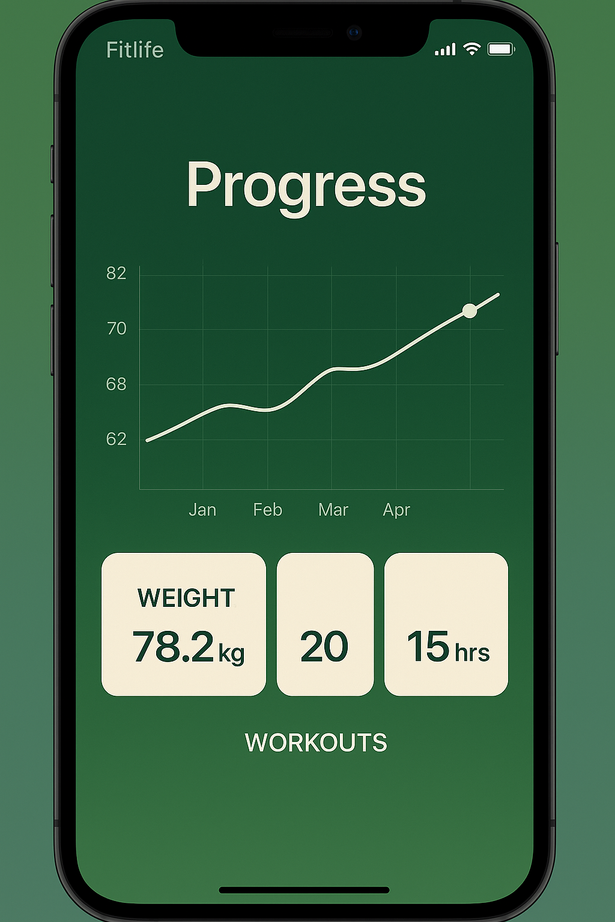 Fitlife
Progress
82
70
68
62
Jan Feb Mar Apr
WEIGHT
78.2 kg
20
15 hrs
WORKOUTS